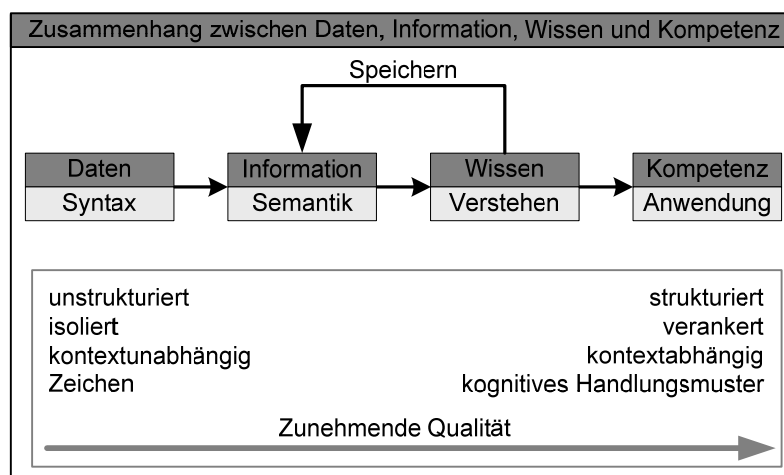 Zusammenhang zwischen Daten, Information, Wissen und Kompetenz
Speichern
Daten Information Wissen Kompetenz
Syntax Semantik Verstehen Anwendung
unstrukturiert strukturiert
isoliert verankert
kontextunabhängig kontextabhängig
Zeichen kognitives Handlungsmuster
Zunehmende Qualität